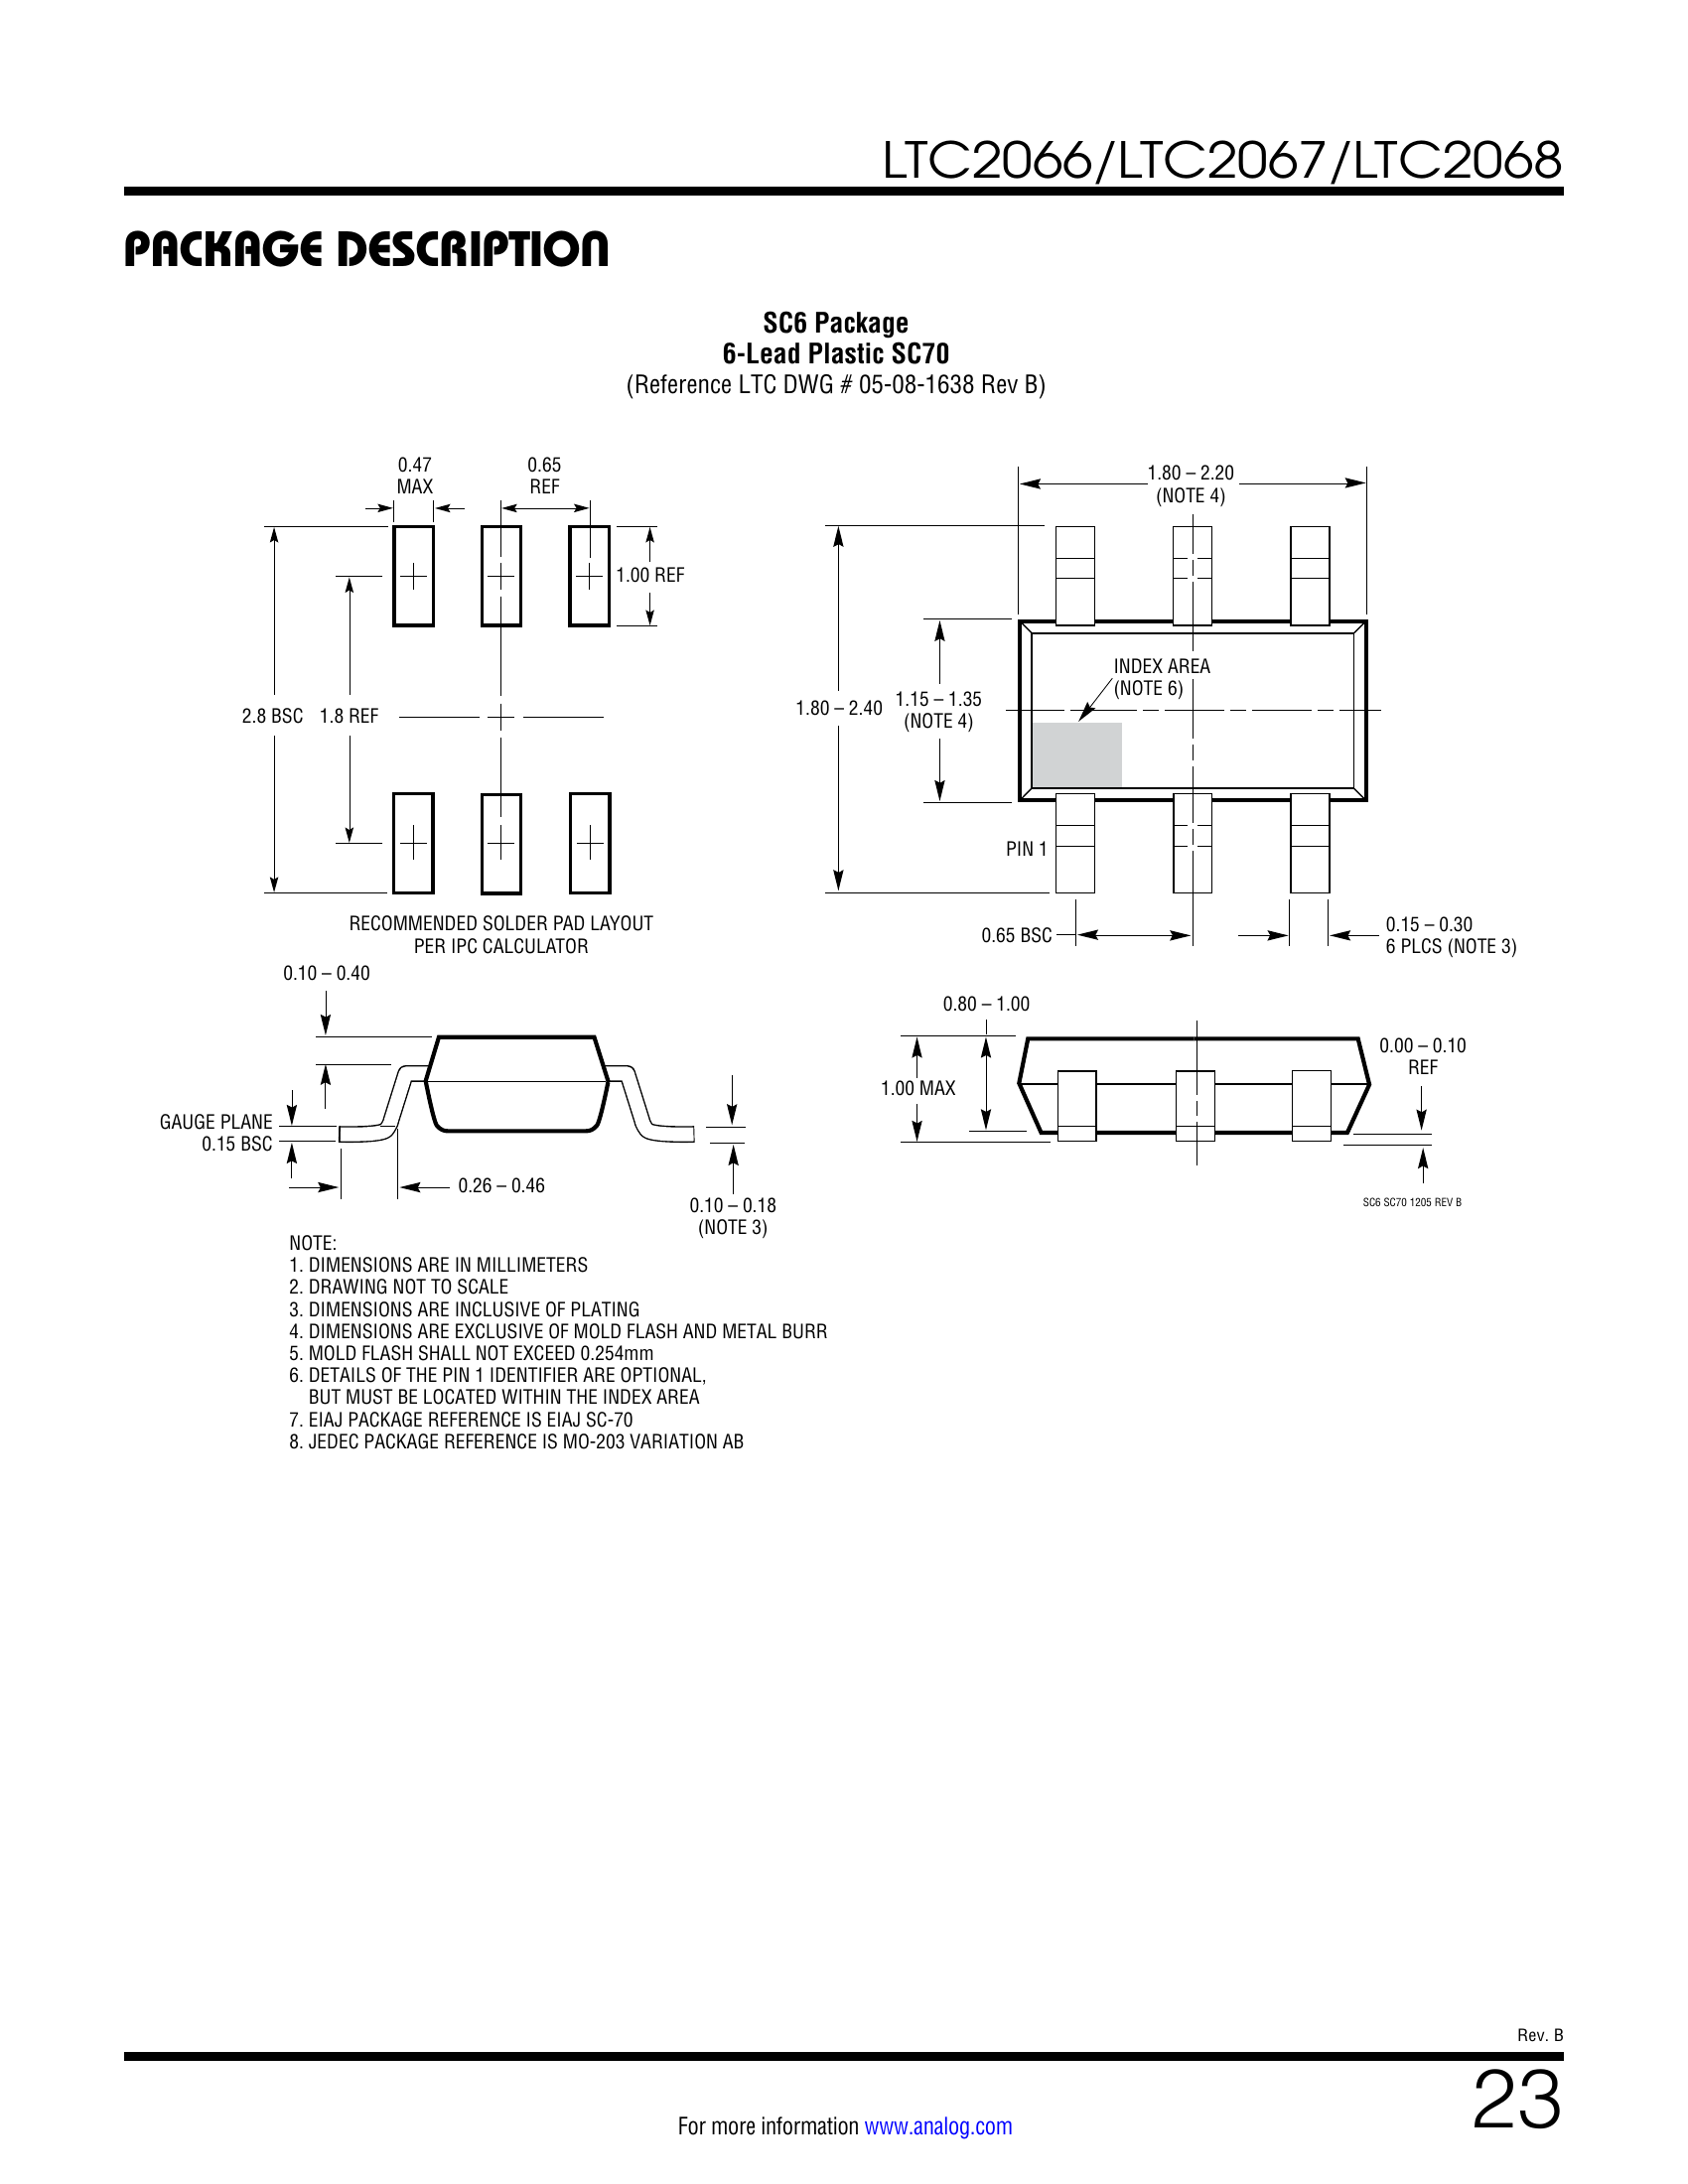 LTC2066/LTC2067/LTC2068
PACKAGE DESCRIPTION
SC6 Package
6-Lead Plastic SC70
(Reference LTC DWG # 05-08-1638 Rev B)
0.47
MAX
0.65
REF
1.00 REF
2.8 BSC
1.8 REF
RECOMMENDED SOLDER PAD LAYOUT
PER IPC CALCULATOR
1.80 – 2.20
(NOTE 4)
INDEX AREA
(NOTE 6)
1.80 – 2.40
1.15 – 1.35
(NOTE 4)
PIN 1
0.65 BSC
0.15 – 0.30
6 PLCS (NOTE 3)
0.10 – 0.40
GAUGE PLANE
0.15 BSC
0.26 – 0.46
0.10 – 0.18
(NOTE 3)
0.80 – 1.00
1.00 MAX
0.00 – 0.10
REF
SC6 SC70 1205 REV B
NOTE:
1. DIMENSIONS ARE IN MILLIMETERS
2. DRAWING NOT TO SCALE
3. DIMENSIONS ARE INCLUSIVE OF PLATING
4. DIMENSIONS ARE EXCLUSIVE OF MOLD FLASH AND METAL BURR
5. MOLD FLASH SHALL NOT EXCEED 0.254mm
6. DETAILS OF THE PIN 1 IDENTIFIER ARE OPTIONAL,
BUT MUST BE LOCATED WITHIN THE INDEX AREA
7. EIAJ PACKAGE REFERENCE IS EIAJ SC-70
8. JEDEC PACKAGE REFERENCE IS MO-203 VARIATION AB
Rev. B
23
For more information www.analog.com